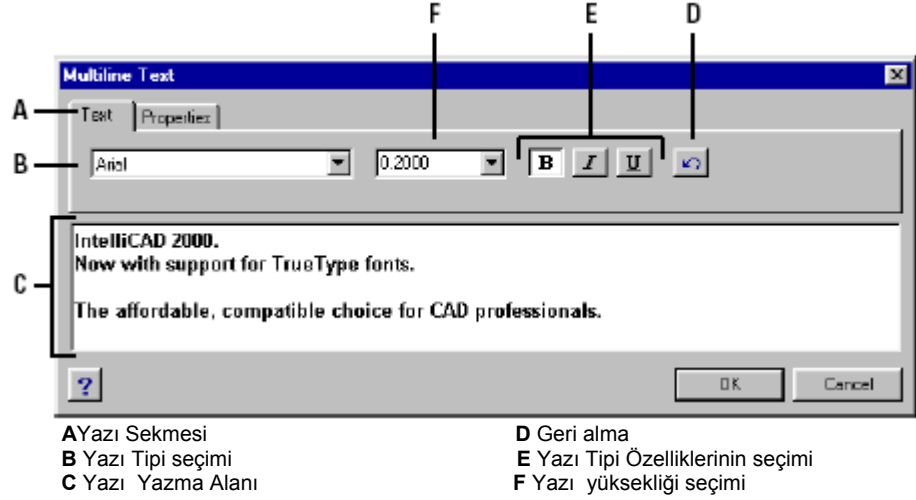 F E D
Multiline Text
A Text Properties
B Arial 0.2000 B I U
C
IntelliCAD 2000.
Now with support for TrueType fonts.
The affordable, compatible choice for CAD professionals.
? OK Cancel
AYazı Sekmesi D Geri alma
B Yazı Tipi seçimi E Yazı Tipi Özelliklerinin seçimi
C Yazı Yazma Alanı F Yazı yüksekliği seçimi